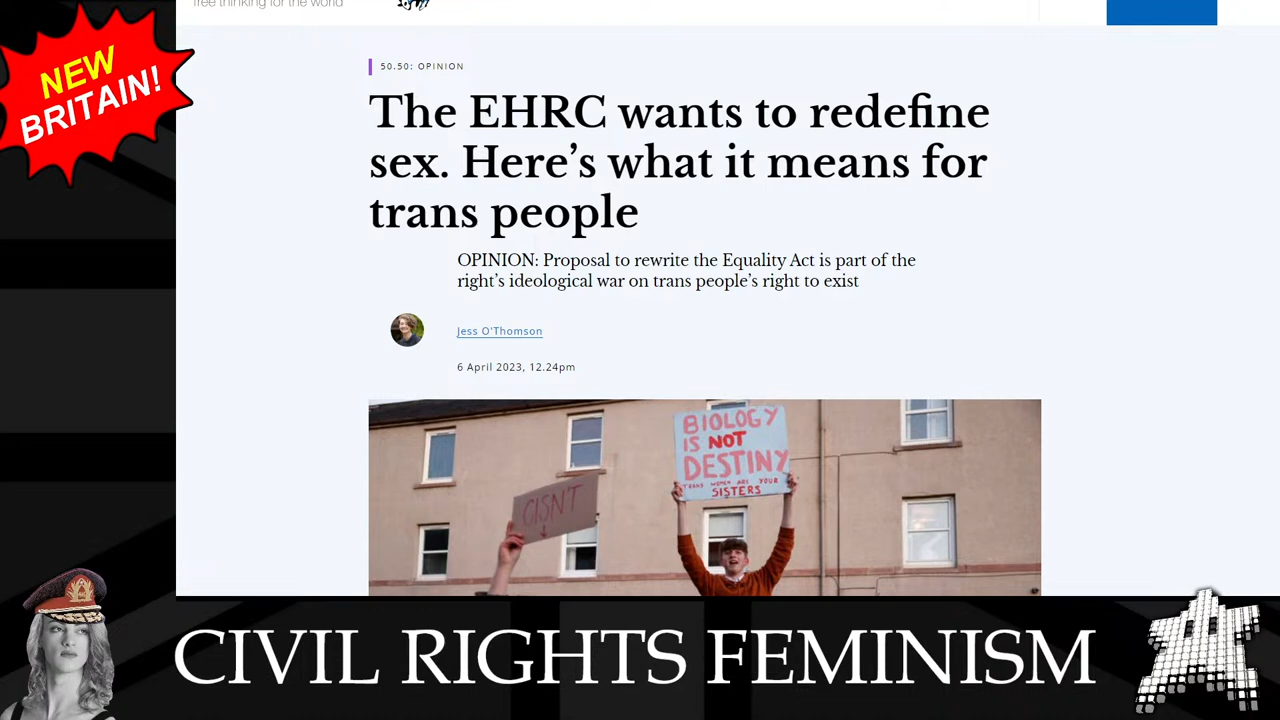 free thinking for the world
NEW
BRITAIN!
50.50: OPINION
The EHRC wants to redefine
sex. Here’s what it means for
trans people
OPINION: Proposal to rewrite the Equality Act is part of the
right’s ideological war on trans people’s right to exist
Jess O'Thomson
6 April 2023, 12.24pm
BIOLOGY
IS NOT
DESTINY
TRANS WOMEN ARE YOUR
SISTERS
CISN'T
CIVIL RIGHTS FEMINISM